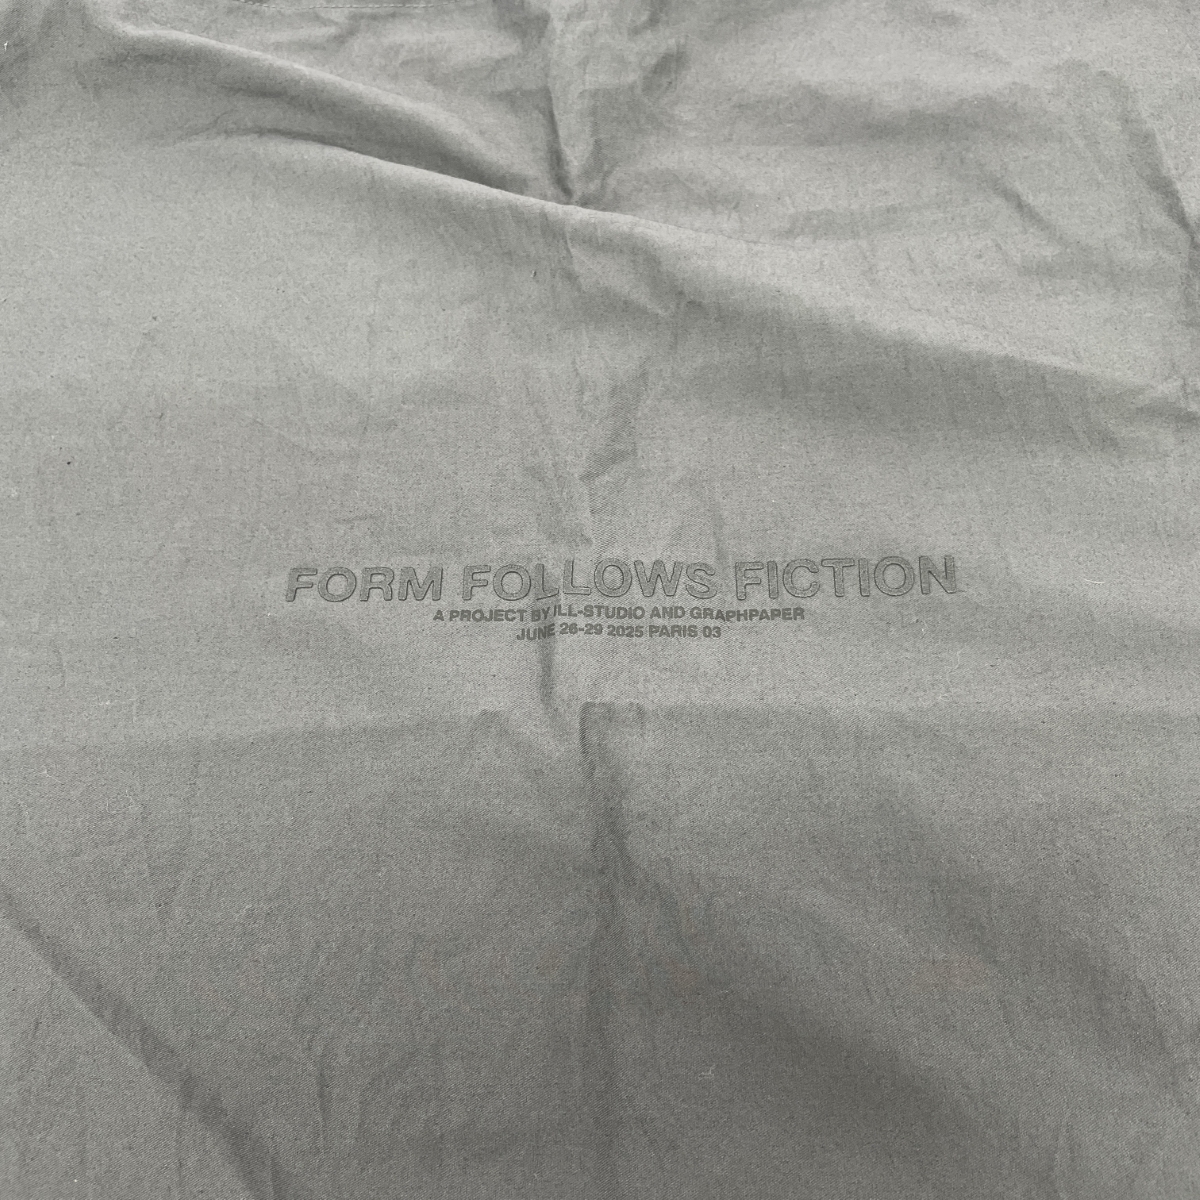 FORM FOLLOWS FICTION
A PROJECT BY ILL-STUDIO AND GRAPHPAPER
JUNE 26-29 2025 PARIS 03